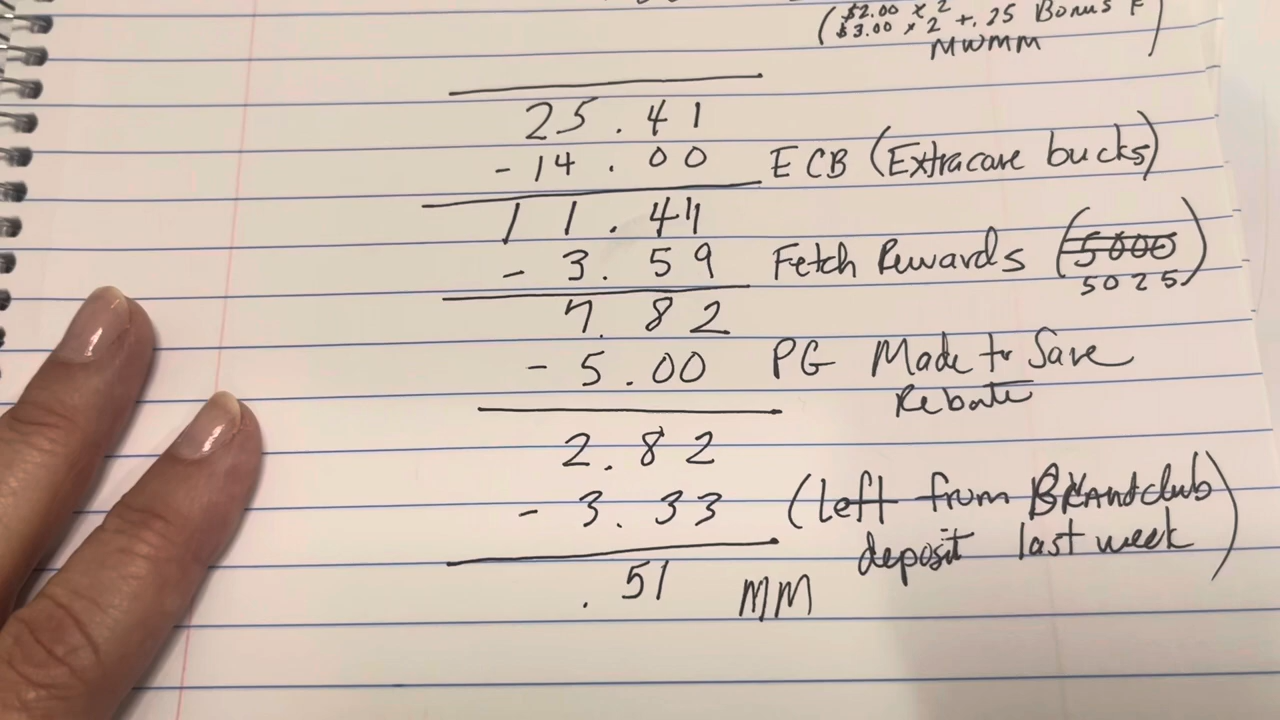 ($2.00 x 2
$3.00 x 2 +.25 Bonus F)
MWMM
25.41
-14.00 ECB (Extracare bucks)
11.41
- 3.59 Fetch Rewards (5000)
5025
7.82
- 5.00 PG Made to Save
Rebate
2.82
- 3.33 (left from Brandclub
deposit last week)
.51 MM